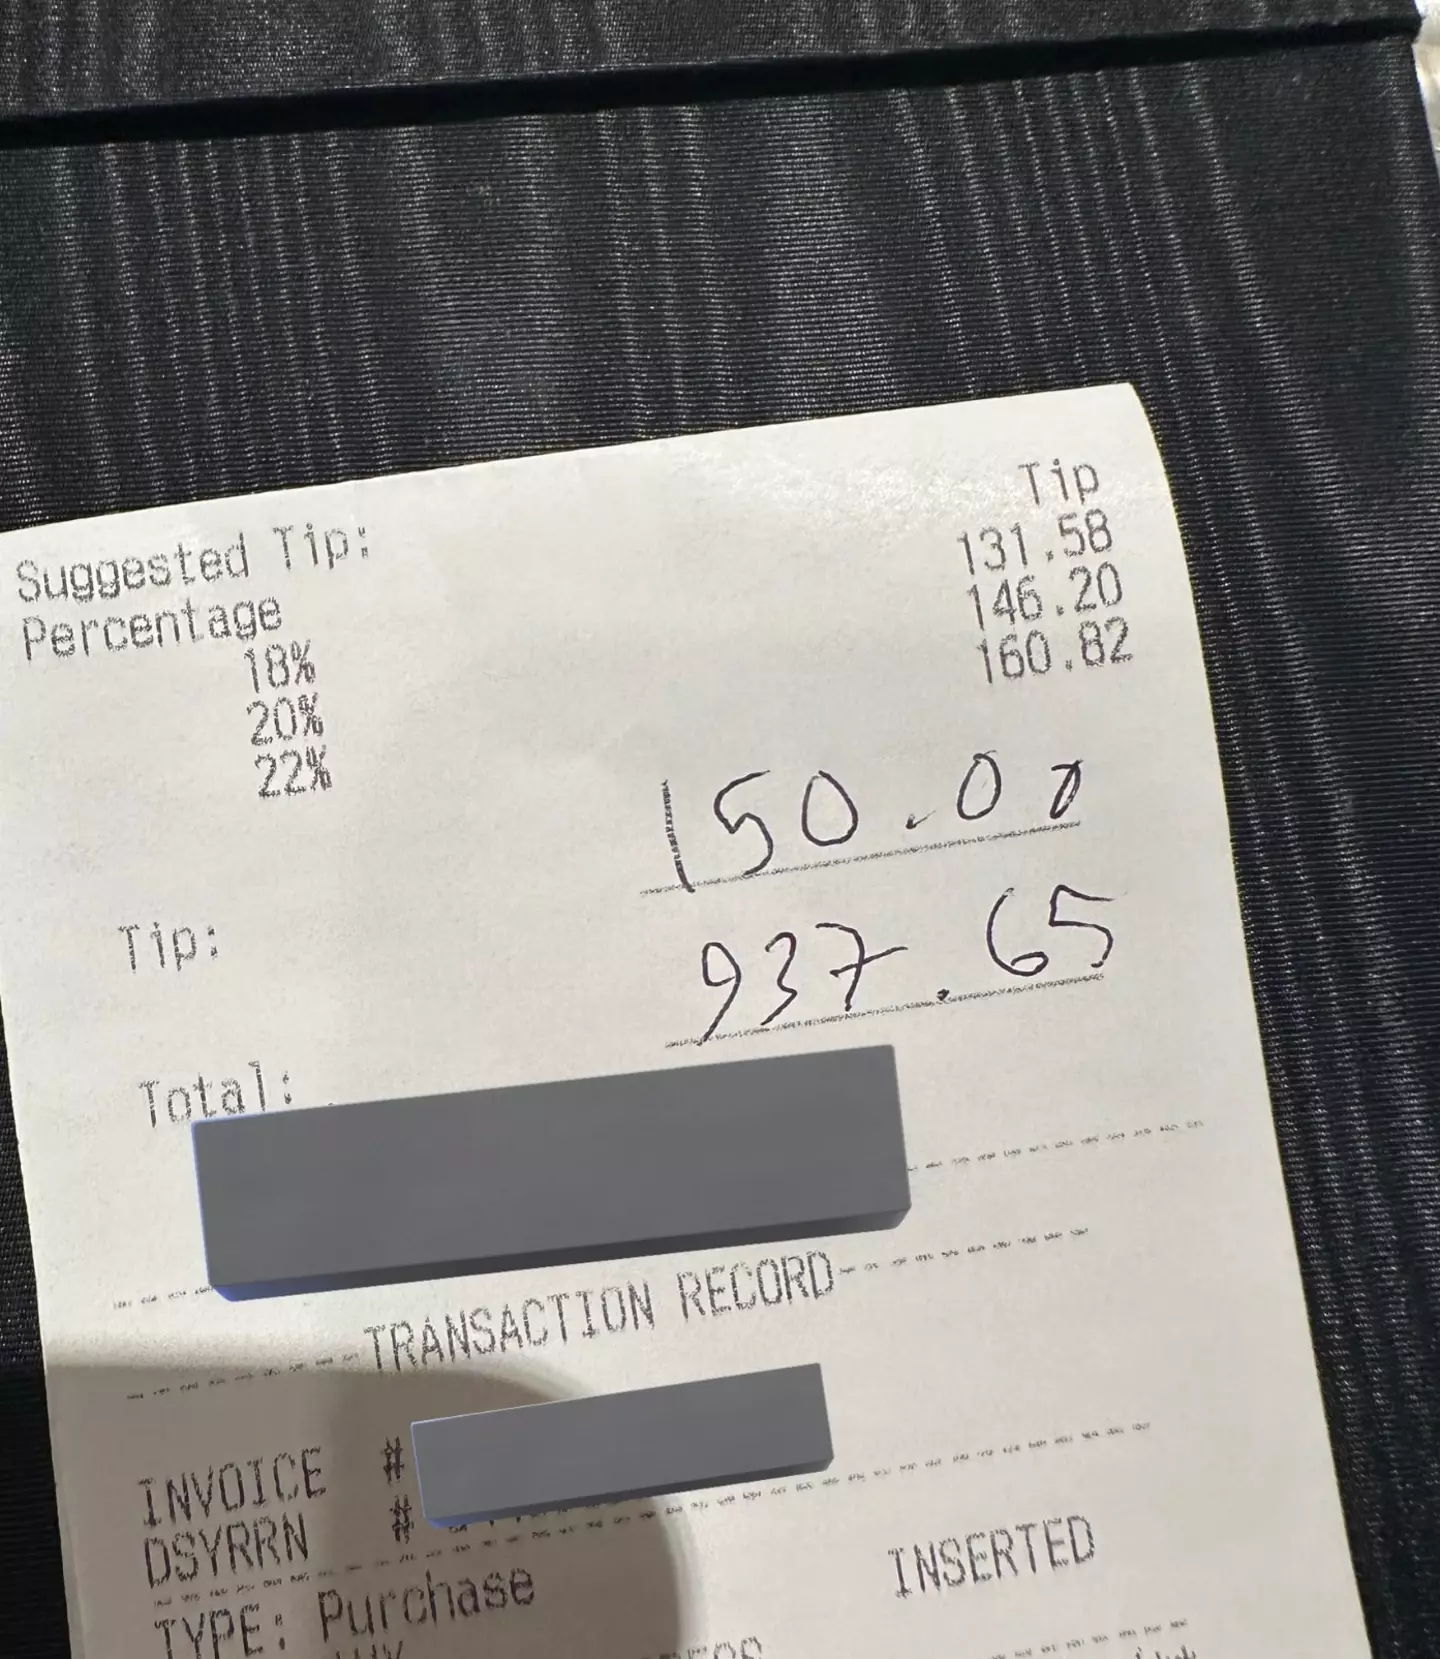 Tip
Suggested Tip: 131.58
Percentage 146.20
18% 160.82
20%
22%
150.00
Tip:
937.65
Total:
-----TRANSACTION RECORD-----
INVOICE #
DSYRRN #
TYPE: Purchase INSERTED